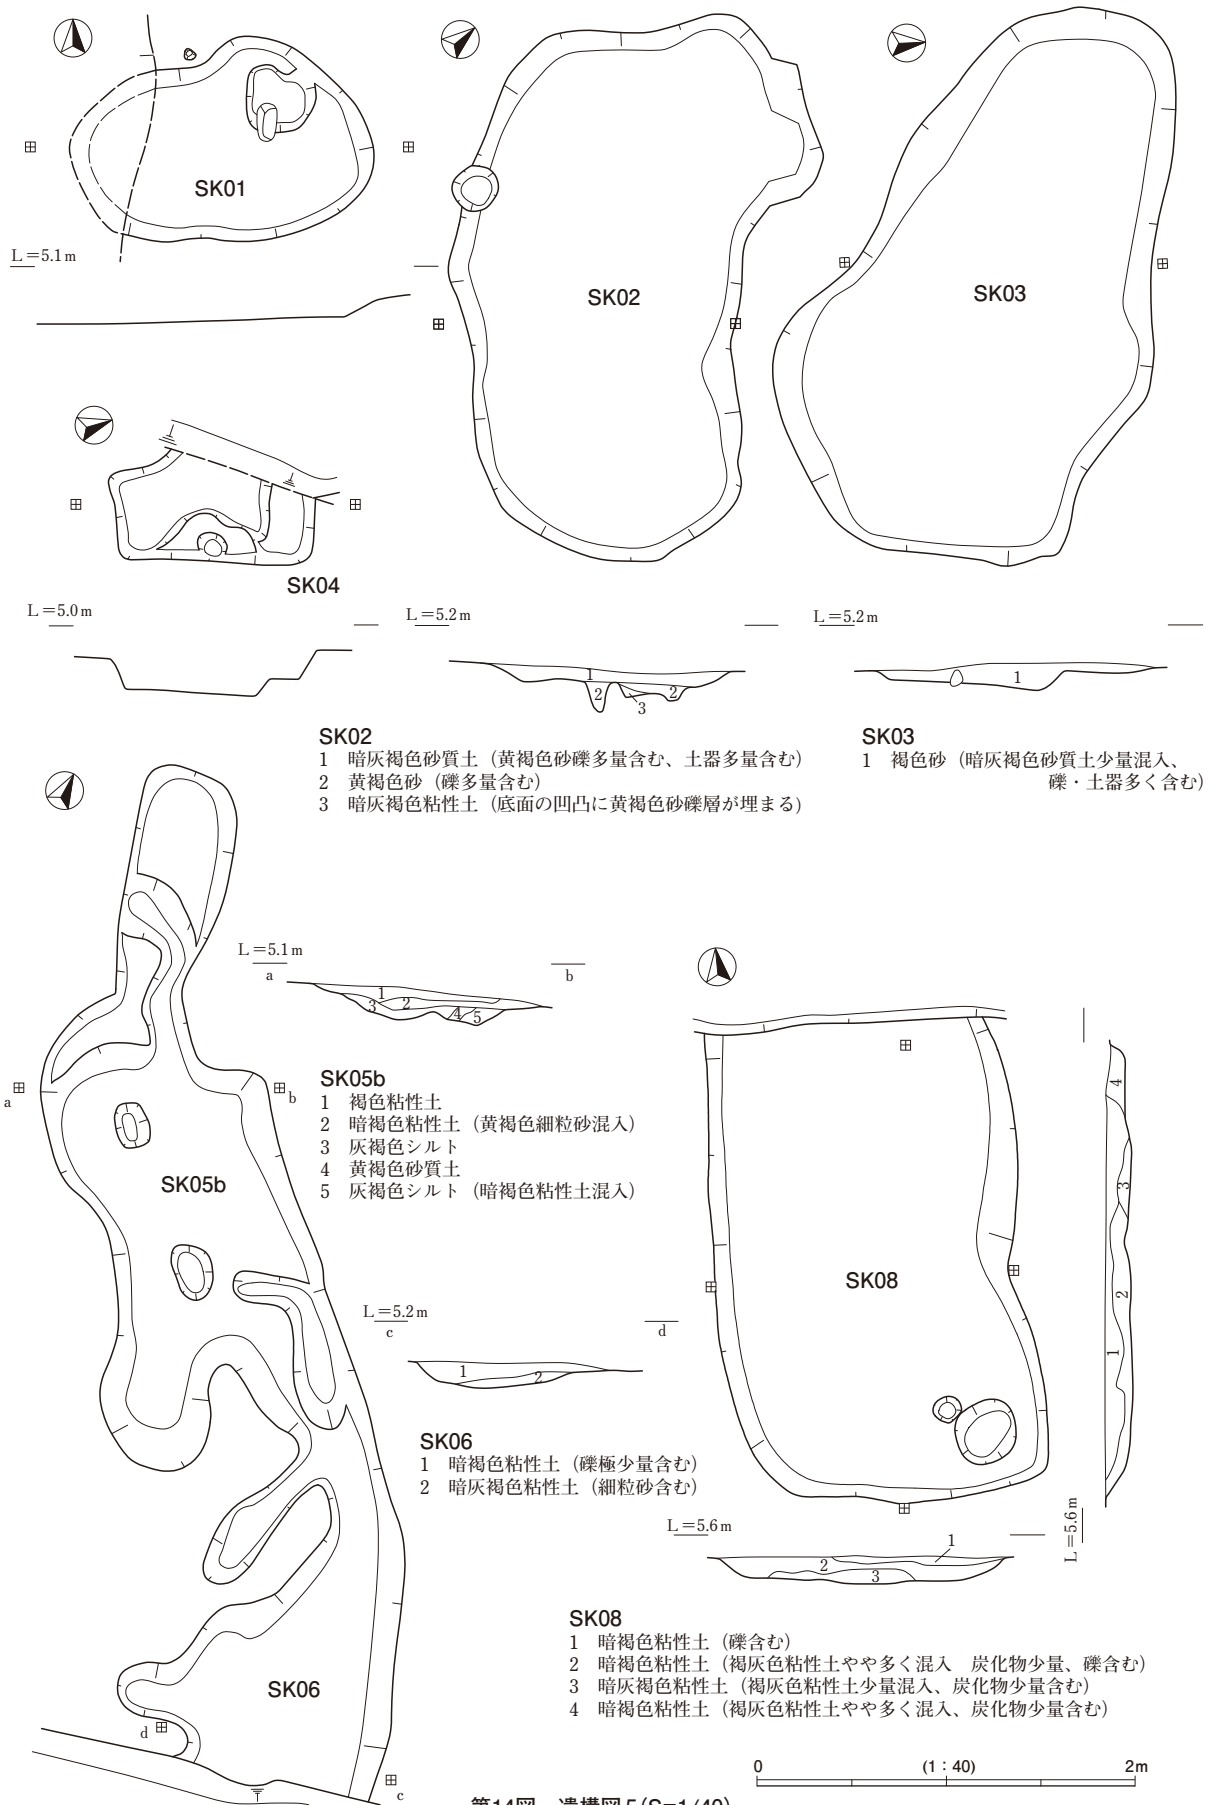 SK01
L=5.1m
SK02
SK03
SK04
L=5.0m
L=5.2m
1
2
3
2
L=5.2m
1
SK02
1 暗灰褐色砂質土（黄褐色砂礫多量含む、土器多量含む）
2 黄褐色砂（礫多量含む）
3 暗灰褐色粘性土（底面の凹凸に黄褐色砂礫層が埋まる）
SK03
1 褐色砂（暗灰褐色砂質土少量混入、
礫・土器多く含む）
L=5.1m
a
b
1
2
3
4
5
a
b
SK05b
SK05b
1 褐色粘性土
2 暗褐色粘性土（黄褐色細粒砂混入）
3 灰褐色シルト
4 黄褐色砂質土
5 灰褐色シルト（暗褐色粘性土混入）
L=5.2m
c
d
1
2
SK06
1 暗褐色粘性土（礫極少量含む）
2 暗灰褐色粘性土（細粒砂含む）
SK06
d
c
SK08
4
3
2
1
L=5.6m
L=5.6m
1
2
3
SK08
1 暗褐色粘性土（礫含む）
2 暗褐色粘性土（褐灰色粘性土やや多く混入　炭化物少量、礫含む）
3 暗灰褐色粘性土（褐灰色粘性土少量混入、炭化物少量含む）
4 暗褐色粘性土（褐灰色粘性土やや多く混入、炭化物少量含む）
0 (1：40) 2m
第14図　遺構図5(S=1/40)